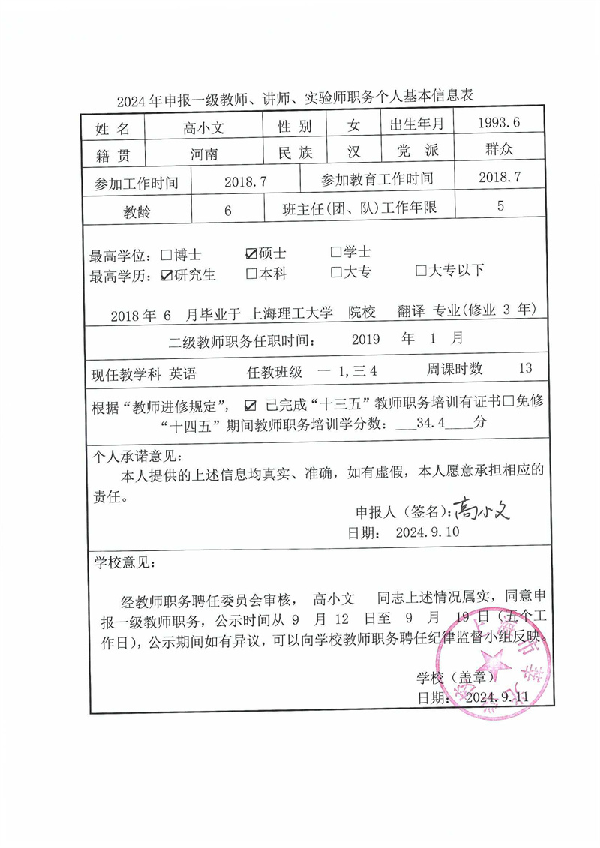 2024年申报一级教师、讲师、实验师职务个人基本信息表
姓 名 高小文 性 别 女 出生年月 1993.6
籍 贯 河南 民 族 汉 党 派 群众
参加工作时间 2018.7 参加教育工作时间 2018.7
教龄 6 班主任(团、队)工作年限 5
最高学位：□博士 ☑硕士 □学士
最高学历：☑研究生 □本科 □大专 □大专以下
2018 年 6 月毕业于 上海理工大学 院校 翻译 专业(修业 3 年)
二级教师职务任职时间： 2019 年 1 月
现任教学科 英语 任教班级 一 1,三4 周课时数 13
根据“教师进修规定”， ☑ 已完成“十三五”教师职务培训有证书□免修
“十四五”期间教师职务培训学分数：___34.4____分
个人承诺意见：
本人提供的上述信息均真实、准确，如有虚假，本人愿意承担相应的
责任。
申报人（签名）：高小文
日期： 2024.9.10
学校意见：
经教师职务聘任委员会审核， 高小文 同志上述情况属实，同意申
报一级教师职务，公示时间从 9 月 12 日至 9 月 19 日（五个工
作日），公示期间如有异议，可以向学校教师职务聘任纪律监督小组反映。
学校（盖章）
日期： 2024.9.11